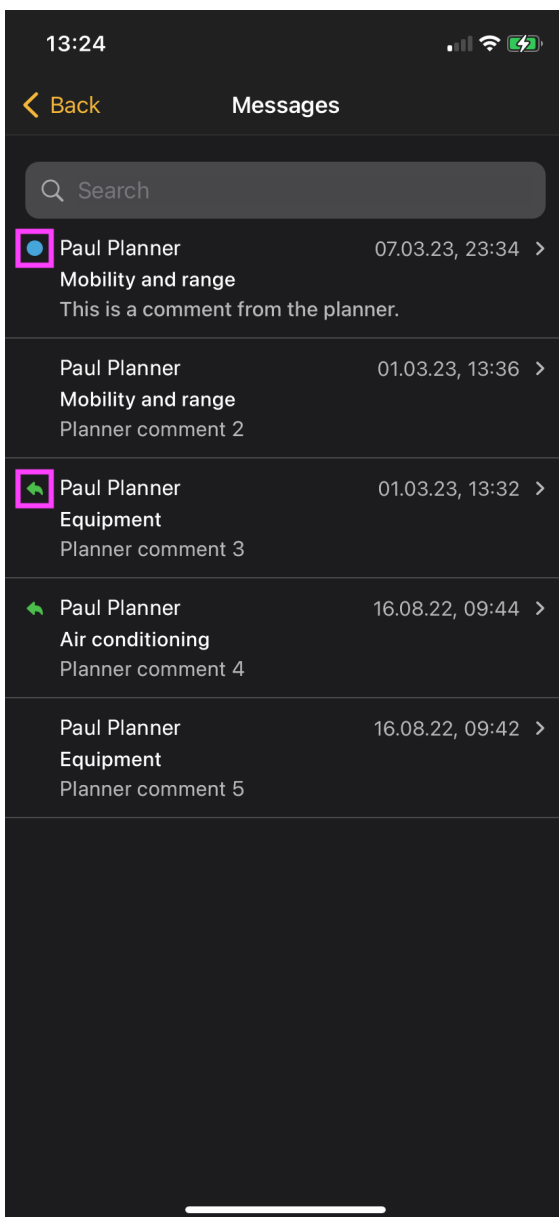 13:24
Back
Messages
Search
Paul Planner 07.03.23, 23:34
Mobility and range
This is a comment from the planner.
Paul Planner 01.03.23, 13:36
Mobility and range
Planner comment 2
Paul Planner 01.03.23, 13:32
Equipment
Planner comment 3
Paul Planner 16.08.22, 09:44
Air conditioning
Planner comment 4
Paul Planner 16.08.22, 09:42
Equipment
Planner comment 5